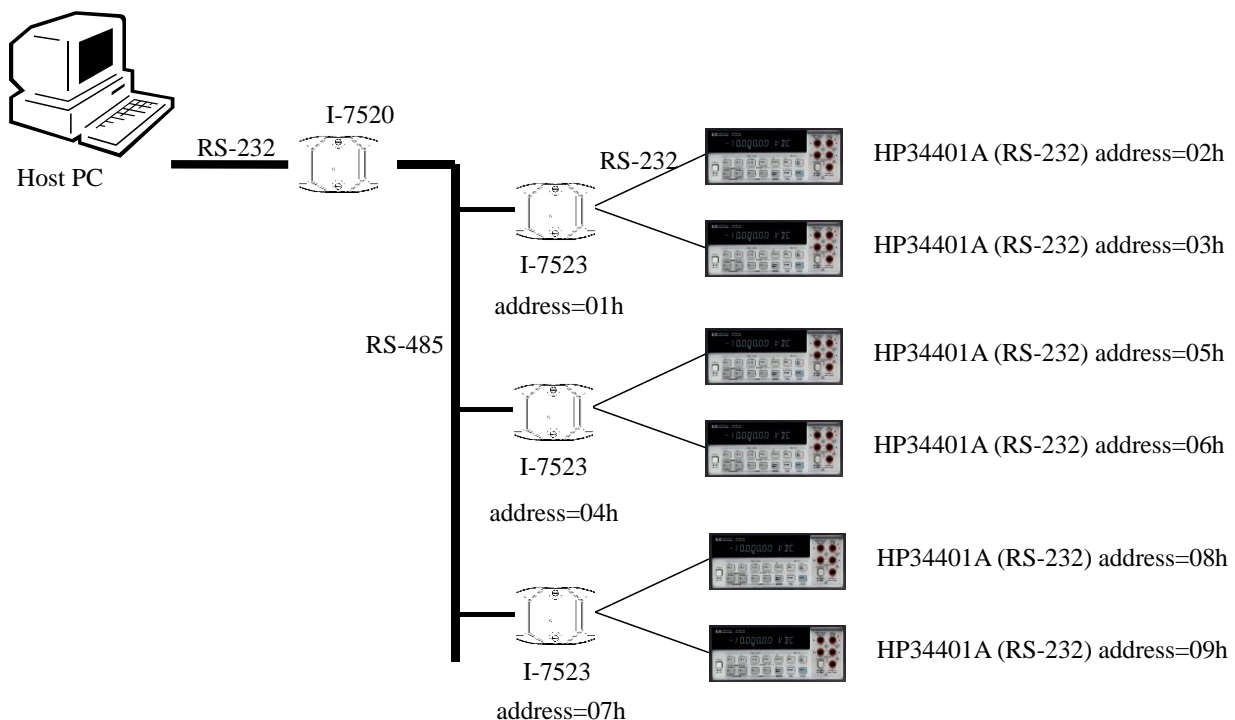 I-7520
RS-232
Host PC
RS-232
HP34401A (RS-232) address=02h
HP34401A (RS-232) address=03h
I-7523
address=01h
RS-485
HP34401A (RS-232) address=05h
HP34401A (RS-232) address=06h
I-7523
address=04h
HP34401A (RS-232) address=08h
HP34401A (RS-232) address=09h
I-7523
address=07h